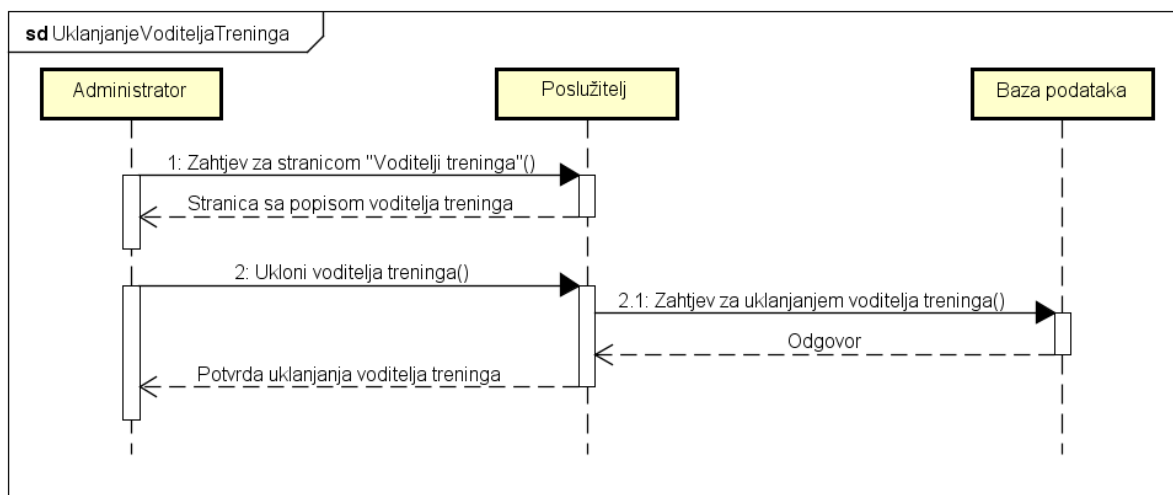 sd UklanjanjeVoditeljaTreninga
Administrator
Poslužitelj
Baza podataka
1: Zahtjev za stranicom "Voditelji treninga"()
Stranica sa popisom voditelja treninga
2: Ukloni voditelja treninga()
2.1: Zahtjev za uklanjanjem voditelja treninga()
Odgovor
Potvrda uklanjanja voditelja treninga